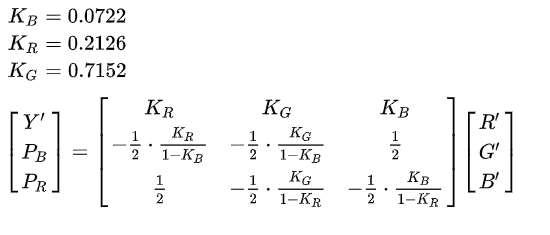 K_B = 0.0722
K_R = 0.2126
K_G = 0.7152
[Y' P_B P_R] = [K_R K_G K_B; -1/2 · K_R/(1-K_B) -1/2 · K_G/(1-K_B) 1/2; 1/2 -1/2 · K_G/(1-K_R) -1/2 · K_B/(1-K_R)] [R' G' B']